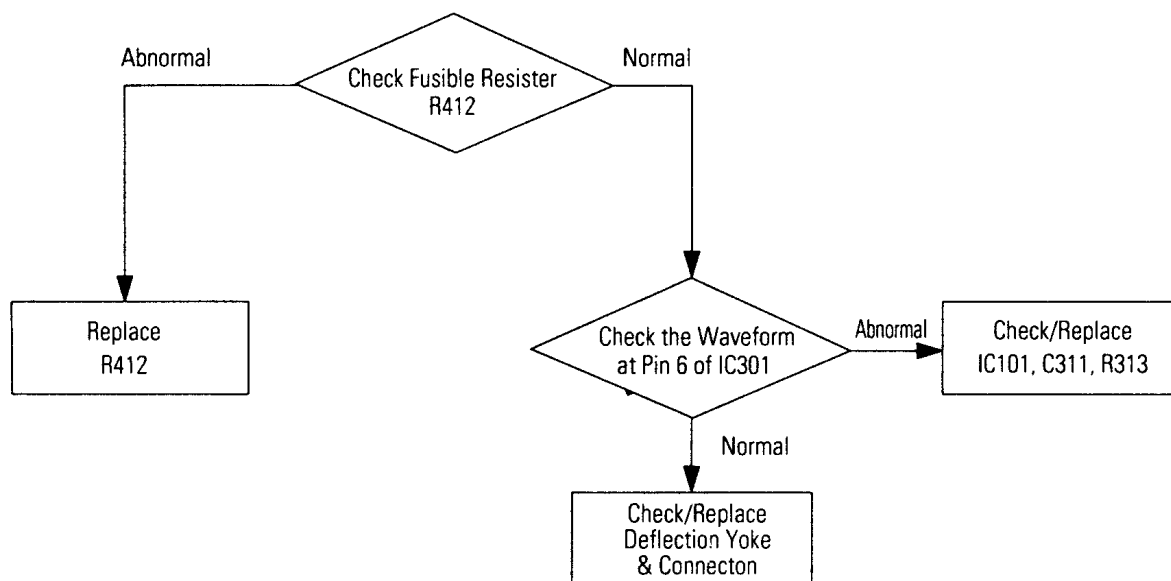 Abnormal
Check Fusible Resister
R412
Normal
Replace
R412
Check the Waveform
at Pin 6 of IC301
Abnormal
Check/Replace
IC101, C311, R313
Normal
Check/Replace
Deflection Yoke
& Connecton